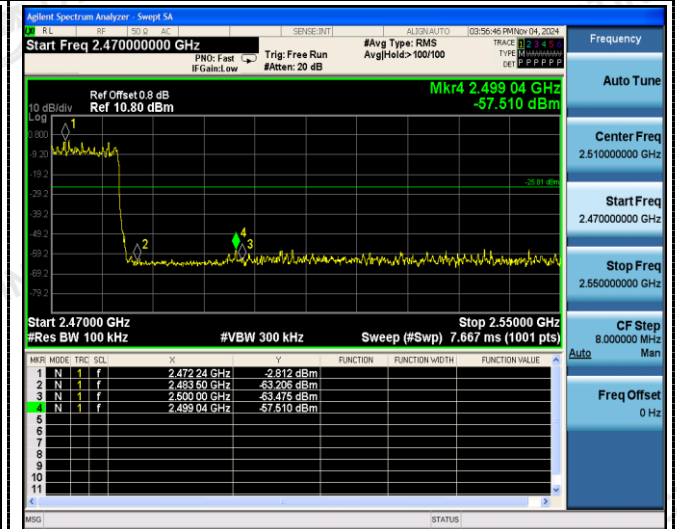 Agilent Spectrum Analyzer - Swept SA
RL RF 50 Ω AC SENSE:INT ALIGNAUTO 03:56:46 PMNov 04, 2024
Start Freq 2.470000000 GHz
PNO: Fast
IFGain:Low
Trig: Free Run
#Atten: 20 dB
#Avg Type: RMS
Avg|Hold:>100/100
TRACE 1 2 3 4 5 6
TYPE M
DET P P P P P P
Ref Offset 0.8 dB
10 dB/div Ref 10.80 dBm
Log
Mkr4 2.499 04 GHz
-57.510 dBm
0.800
-9.20
-19.2
-29.2
-39.2
-49.2
-59.2
-69.2
-79.2
1
2
4
3
-25.81 dBm
Start 2.47000 GHz Stop 2.55000 GHz
#Res BW 100 kHz #VBW 300 kHz Sweep (#Swp) 7.667 ms (1001 pts)
MKR MODE TRC SCL X Y FUNCTION FUNCTION WIDTH FUNCTION VALUE
1 N 1 f 2.472 24 GHz -2.812 dBm
2 N 1 f 2.483 50 GHz -63.206 dBm
3 N 1 f 2.500 00 GHz -63.475 dBm
4 N 1 f 2.499 04 GHz -57.510 dBm
5
6
7
8
9
10
11
MSG STATUS
Frequency
Auto Tune
Center Freq
2.510000000 GHz
Start Freq
2.470000000 GHz
Stop Freq
2.550000000 GHz
CF Step
8.000000 MHz
Auto Man
Freq Offset
0 Hz